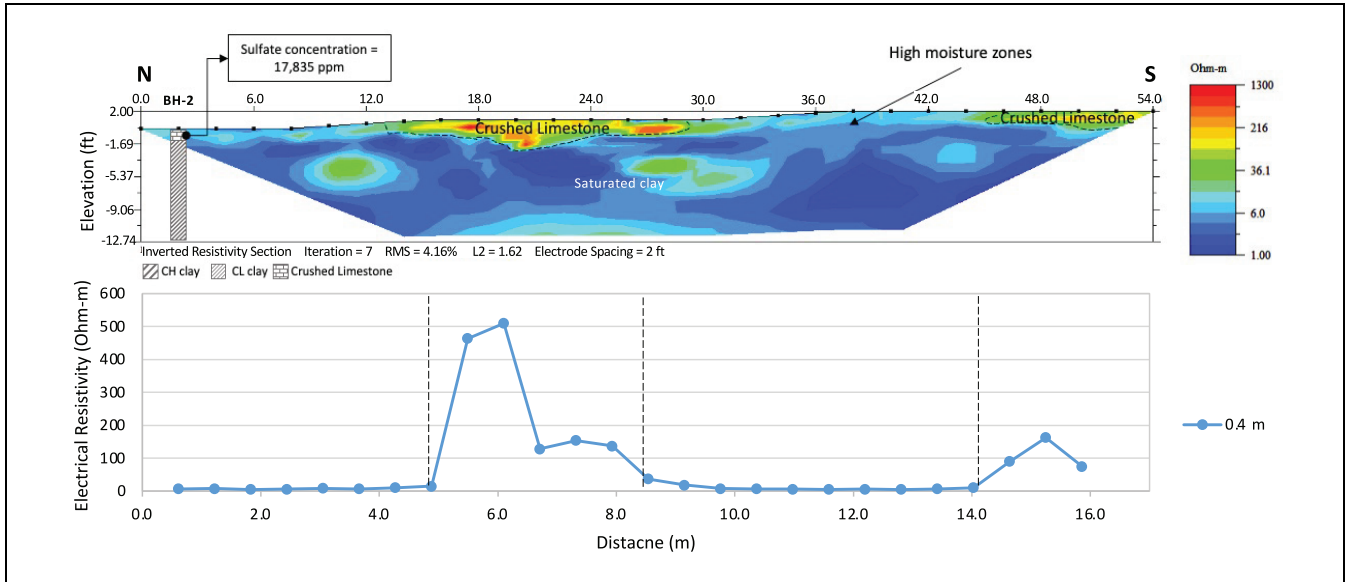 Sulfate concentration =
17,835 ppm
High moisture zones
N
S
Ohm-m
BH-2
0.0 6.0 12.0 18.0 24.0 30.0 36.0 42.0 48.0 54.0
1300
216
36.1
6.0
1.00
Elevation (ft)
2.00
-1.69
-5.37
-9.06
-12.74
Crushed Limestone
Crushed Limestone
Saturated clay
Inverted Resistivity Section Iteration = 7 RMS = 4.16% L2 = 1.62 Electrode Spacing = 2 ft
CH clay CL clay Crushed Limestone
Electrical Resistivity (Ohm-m)
600
500
400
300
200
100
0
0.4 m
0.0 2.0 4.0 6.0 8.0 10.0 12.0 14.0 16.0
Distacne (m)